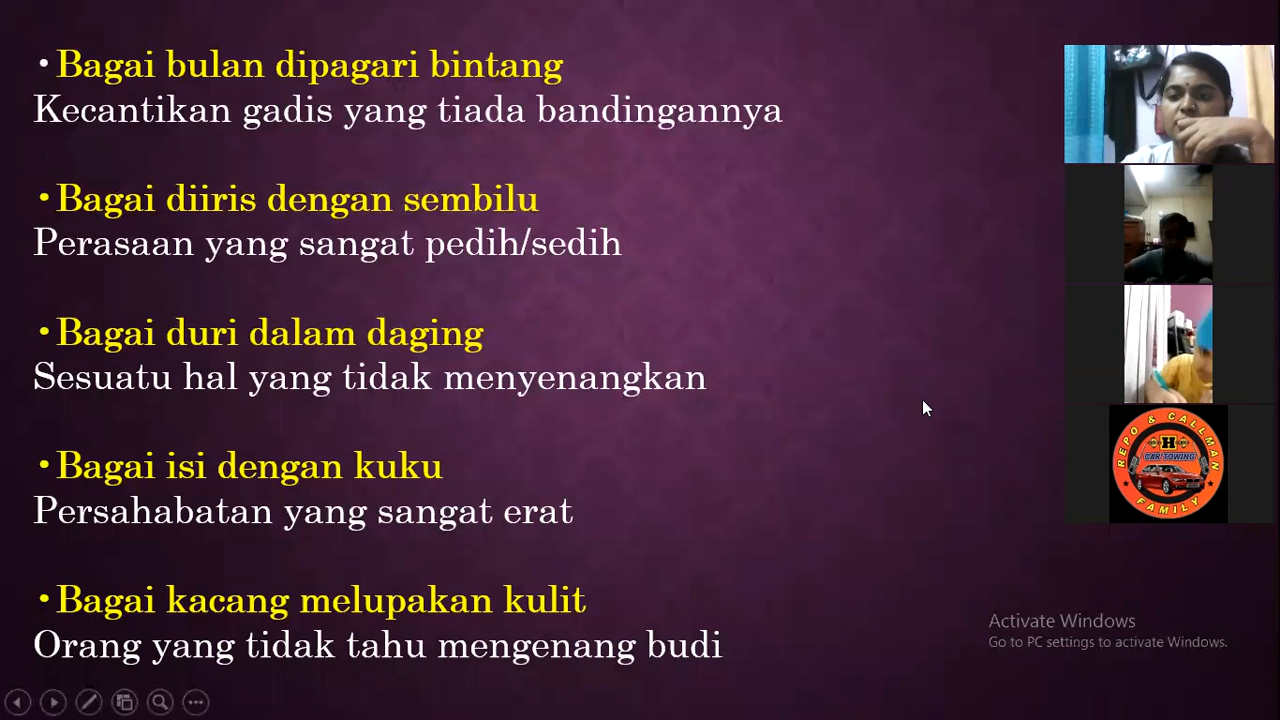 • Bagai bulan dipagari bintang
Kecantikan gadis yang tiada bandingannya
• Bagai diiris dengan sembilu
Perasaan yang sangat pedih/sedih
• Bagai duri dalam daging
Sesuatu hal yang tidak menyenangkan
• Bagai isi dengan kuku
Persahabatan yang sangat erat
• Bagai kacang melupakan kulit
Orang yang tidak tahu mengenang budi
REPO & CALLMAN
H
CAR TOWING
FAMILY
Activate Windows
Go to PC settings to activate Windows.